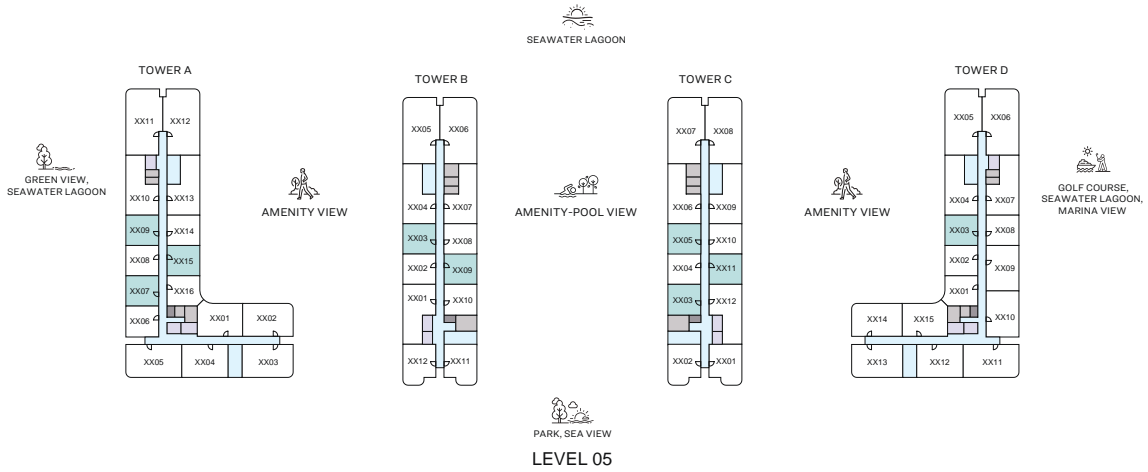 SEAWATER LAGOON
TOWER A
TOWER B
TOWER C
TOWER D
XX11 XX12
XX10 XX13
XX09 XX14
XX08 XX15
XX07 XX16
XX06 XX01 XX02
XX05 XX04 XX03
XX05 XX06
XX04 XX07
XX03 XX08
XX02 XX09
XX01 XX10
XX12 XX11
XX07 XX08
XX06 XX09
XX05 XX10
XX04 XX11
XX03 XX12
XX02 XX01
XX05 XX06
XX04 XX07
XX03 XX08
XX02 XX09
XX01
XX14 XX15 XX10
XX13 XX12 XX11
GREEN VIEW,
SEAWATER LAGOON
AMENITY VIEW
AMENITY-POOL VIEW
AMENITY VIEW
GOLF COURSE,
SEAWATER LAGOON,
MARINA VIEW
PARK, SEA VIEW
LEVEL 05